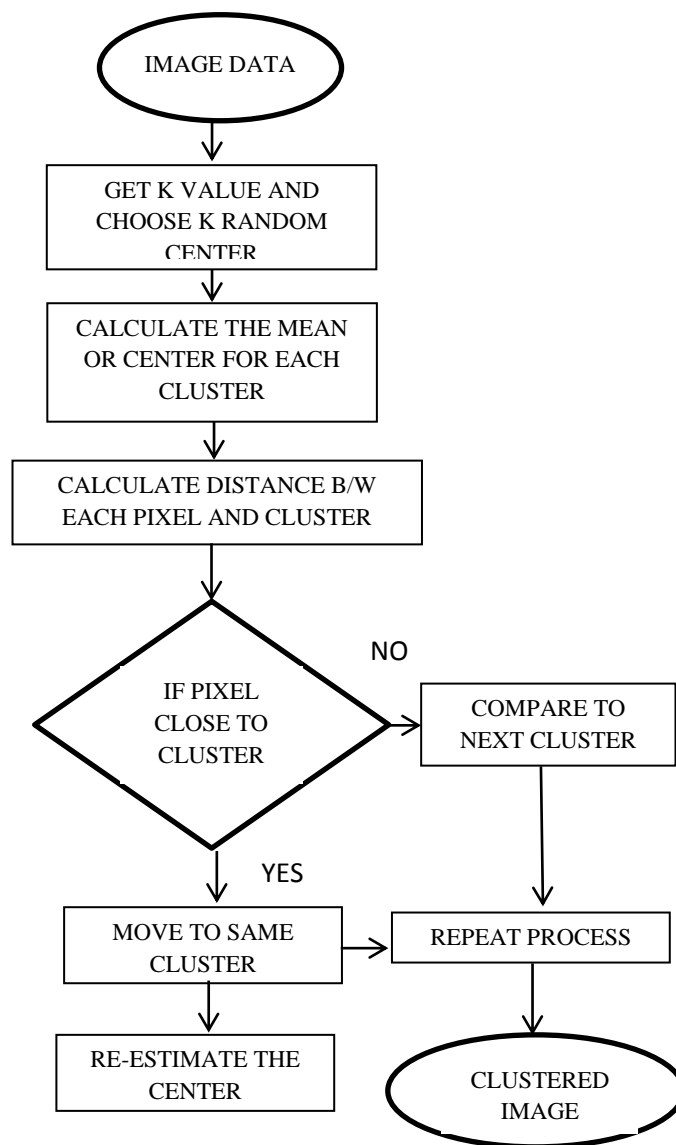 IMAGE DATA
GET K VALUE AND
CHOOSE K RANDOM
CENTER
CALCULATE THE MEAN
OR CENTER FOR EACH
CLUSTER
CALCULATE DISTANCE B/W
EACH PIXEL AND CLUSTER
IF PIXEL
CLOSE TO
CLUSTER
NO
COMPARE TO
NEXT CLUSTER
YES
MOVE TO SAME
CLUSTER
REPEAT PROCESS
RE-ESTIMATE THE
CENTER
CLUSTERED
IMAGE